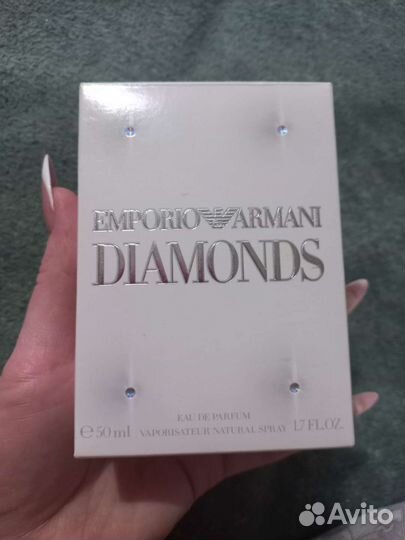 EMPORIO ARMANI
DIAMONDS
EAU DE PARFUM
℮ 50 ml VAPORISATEUR NATURAL SPRAY 1.7 FL.OZ.
Avito